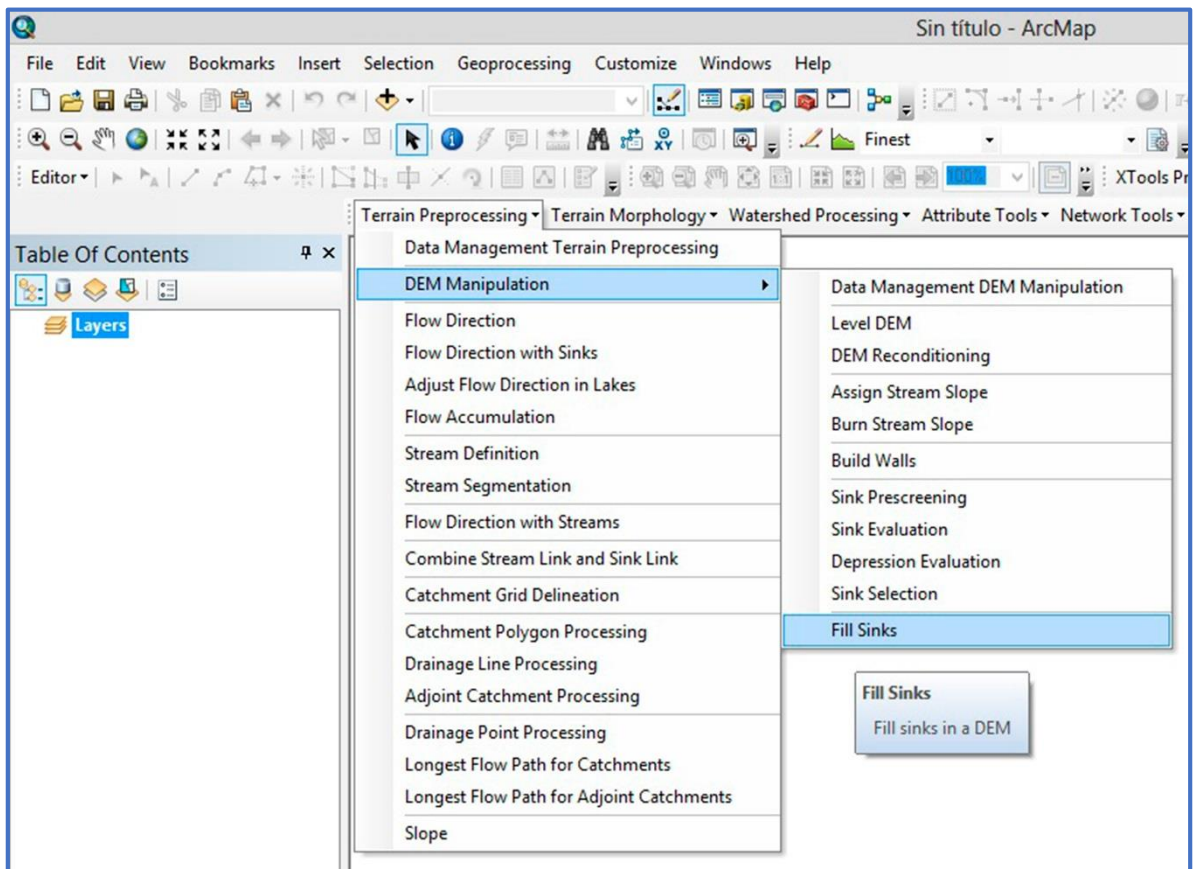 Sin título - ArcMap
File Edit View Bookmarks Insert Selection Geoprocessing Customize Windows Help
Finest
Editor 100% XTools Pr
Terrain Preprocessing Terrain Morphology Watershed Processing Attribute Tools Network Tools
Table Of Contents
Layers
Data Management Terrain Preprocessing
DEM Manipulation
Flow Direction
Flow Direction with Sinks
Adjust Flow Direction in Lakes
Flow Accumulation
Stream Definition
Stream Segmentation
Flow Direction with Streams
Combine Stream Link and Sink Link
Catchment Grid Delineation
Catchment Polygon Processing
Drainage Line Processing
Adjoint Catchment Processing
Drainage Point Processing
Longest Flow Path for Catchments
Longest Flow Path for Adjoint Catchments
Slope
Data Management DEM Manipulation
Level DEM
DEM Reconditioning
Assign Stream Slope
Burn Stream Slope
Build Walls
Sink Prescreening
Sink Evaluation
Depression Evaluation
Sink Selection
Fill Sinks
Fill Sinks
Fill sinks in a DEM